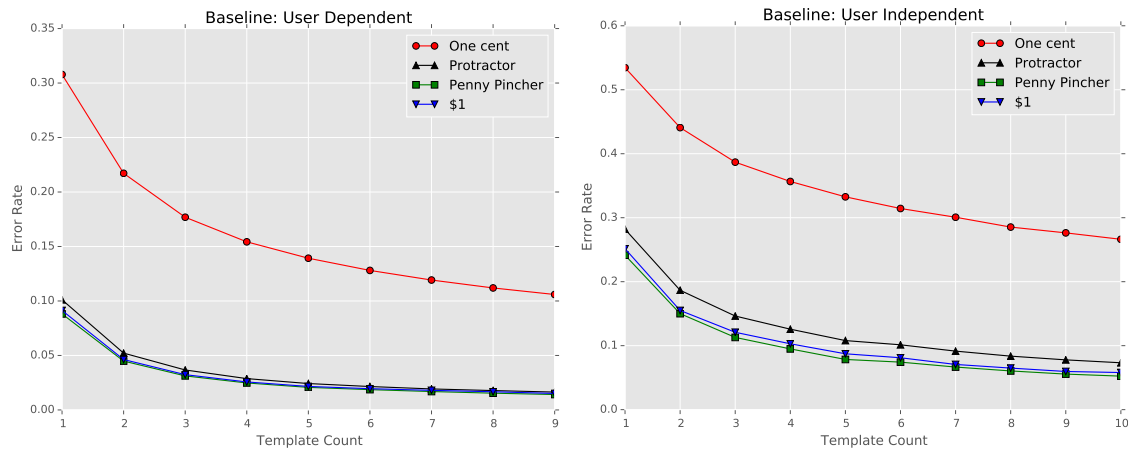 Baseline: User Dependent
0.35
0.30
0.25
0.20
0.15
0.10
0.05
0.00
Error Rate
One cent
Protractor
Penny Pincher
$1
1 2 3 4 5 6 7 8 9
Template Count
Baseline: User Independent
0.6
0.5
0.4
0.3
0.2
0.1
0.0
Error Rate
One cent
Protractor
Penny Pincher
$1
1 2 3 4 5 6 7 8 9 10
Template Count